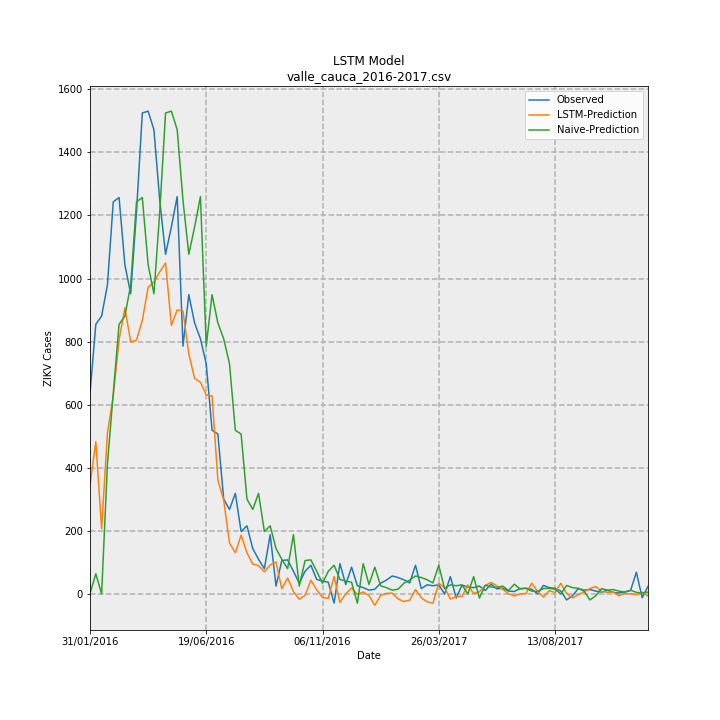 LSTM Model
valle_cauca_2016-2017.csv
Observed
LSTM-Prediction
Naive-Prediction
1600
1400
1200
1000
800
600
400
200
0
ZIKV Cases
31/01/2016 19/06/2016 06/11/2016 26/03/2017 13/08/2017
Date